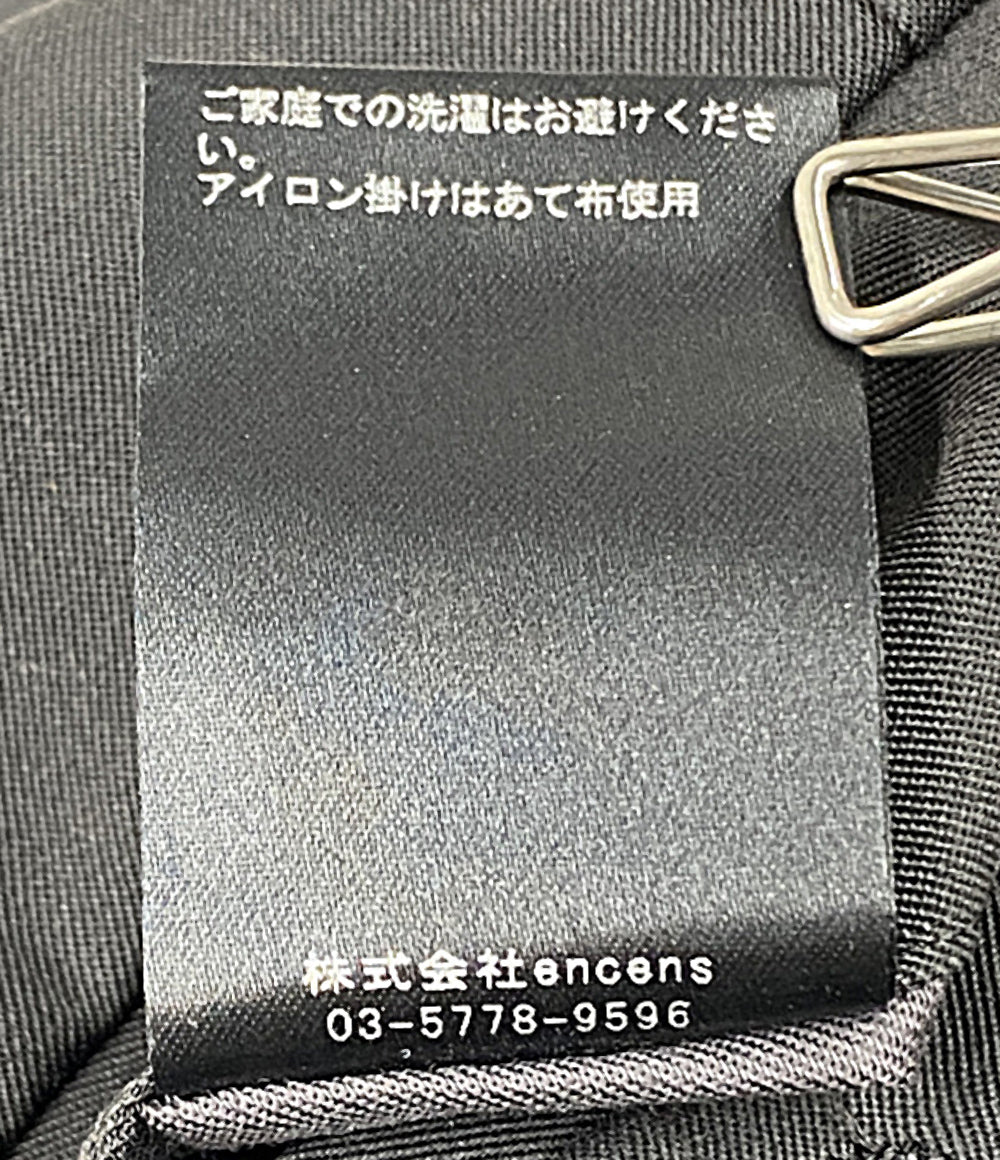 ご家庭での洗濯はお避けくださ
い。
アイロン掛けはあて布使用
株式会社encens
03-5778-9596